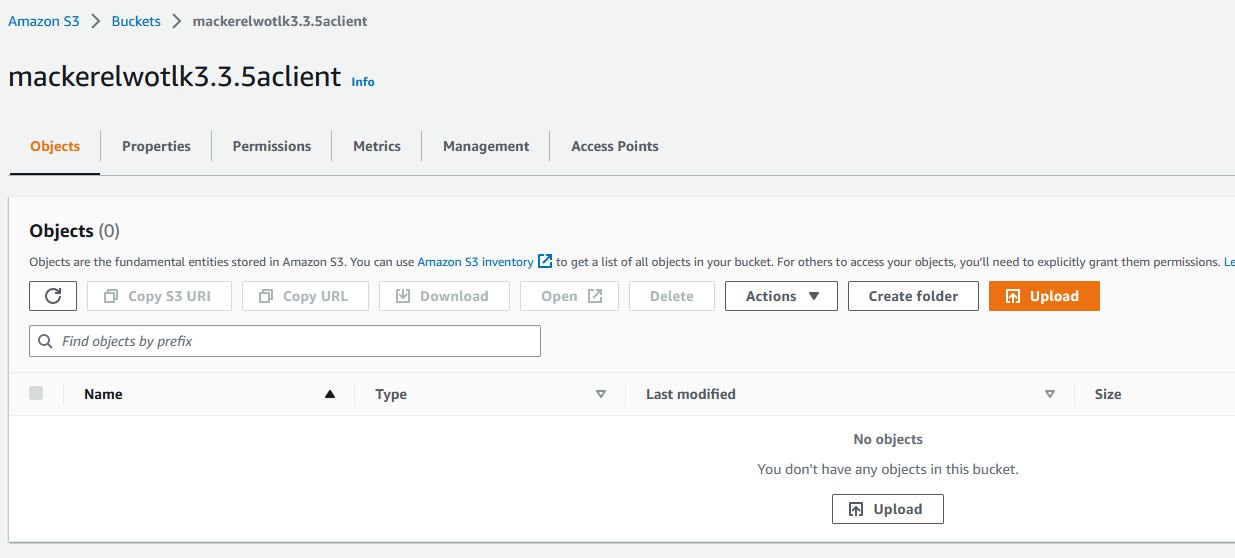 Amazon S3 > Buckets > mackerelwotlk3.3.5aclient
mackerelwotlk3.3.5aclient Info
Objects Properties Permissions Metrics Management Access Points
Objects (0)
Objects are the fundamental entities stored in Amazon S3. You can use Amazon S3 inventory to get a list of all objects in your bucket. For others to access your objects, you'll need to explicitly grant them permissions.
Copy S3 URI Copy URL Download Open Delete Actions Create folder Upload
Find objects by prefix
Name Type Last modified Size
No objects
You don't have any objects in this bucket.
Upload